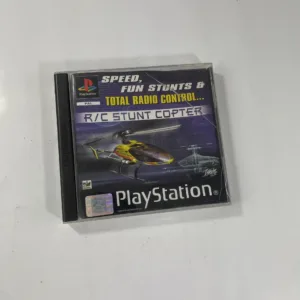 SPEED,
FUN STUNTS &
TOTAL RADIO CONTROL...
R/C STUNT COPTER
PlayStation®